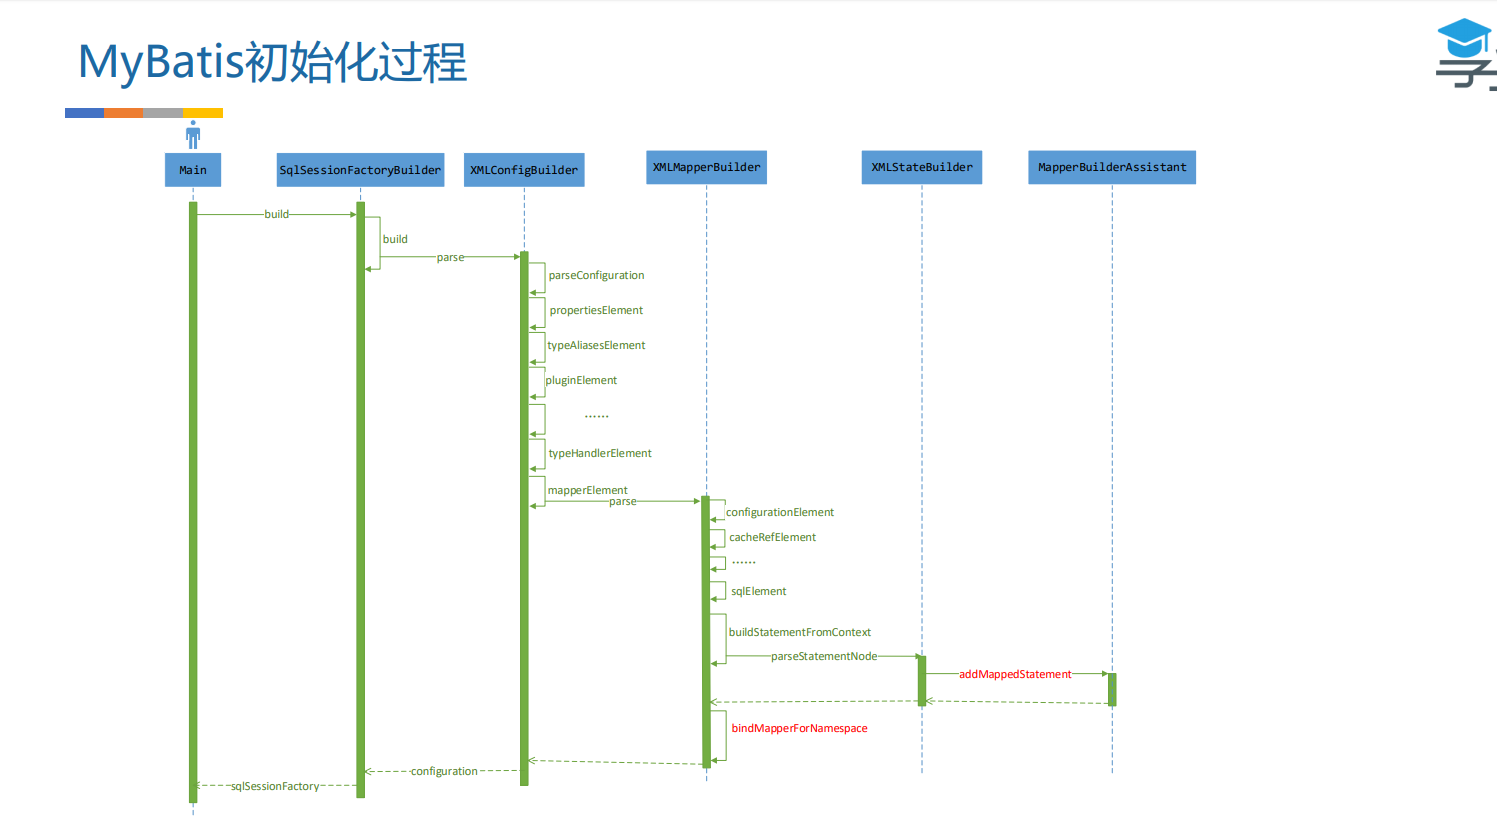 MyBatis初始化过程
Main
SqlSessionFactoryBuilder
XMLConfigBuilder
XMLMapperBuilder
XMLStateBuilder
MapperBuilderAssistant
build
build
parse
parseConfiguration
propertiesElement
typeAliasesElement
pluginElement
......
typeHandlerElement
mapperElement
parse
configurationElement
cacheRefElement
......
sqlElement
buildStatementFromContext
parseStatementNode
addMappedStatement
bindMapperForNamespace
configuration
sqlSessionFactory